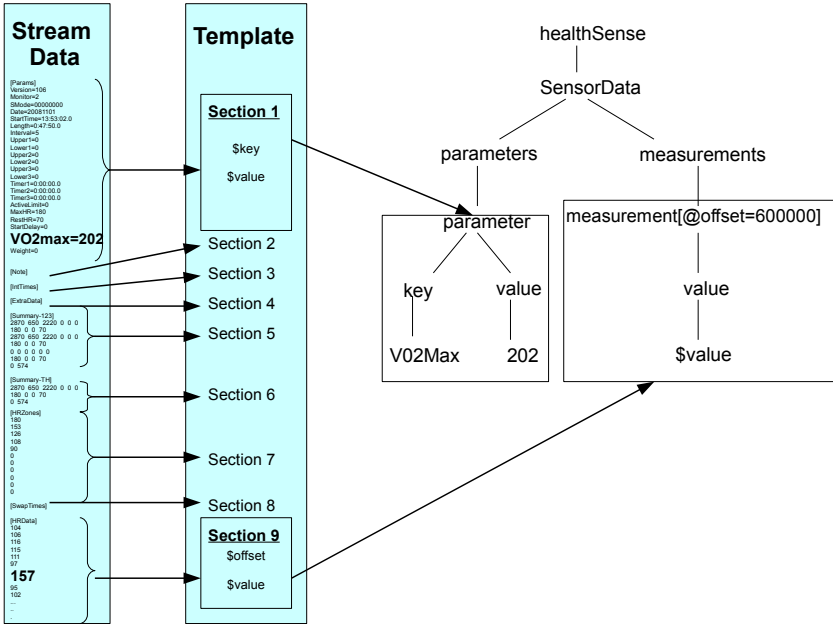 Stream
Data
[Params]
Version=106
Monitor=2
SMode=00000000
Date=20081101
StartTime=13:53:02.0
Length=0:47:50.0
Interval=5
Upper1=0
Lower1=0
Upper2=0
Lower2=0
Upper3=0
Lower3=0
Timer1=0:00:00.0
Timer2=0:00:00.0
Timer3=0:00:00.0
ActiveLimit=0
MaxHR=180
RestHR=70
StartDelay=0
VO2max=202
Weight=0
[Note]
[IntTimes]
[ExtraData]
[Summary-123]
2870 650 2220 0 0 0
180 0 0 70
2870 650 2220 0 0 0
180 0 0 70
0 0 0 0 0 0
180 0 0 70
0 574
[Summary-TH]
2870 650 2220 0 0 0
180 0 0 70
0 574
[HRZones]
180
153
126
108
90
0
0
0
0
0
0
[SwapTimes]
[HRData]
104
106
116
115
111
97
157
95
102
...
..
.
Template
Section 1
$key
$value
Section 2
Section 3
Section 4
Section 5
Section 6
Section 7
Section 8
Section 9
$offset
$value
healthSense
SensorData
parameters
measurements
parameter
measurement[@offset=600000]
key
value
value
V02Max
202
$value